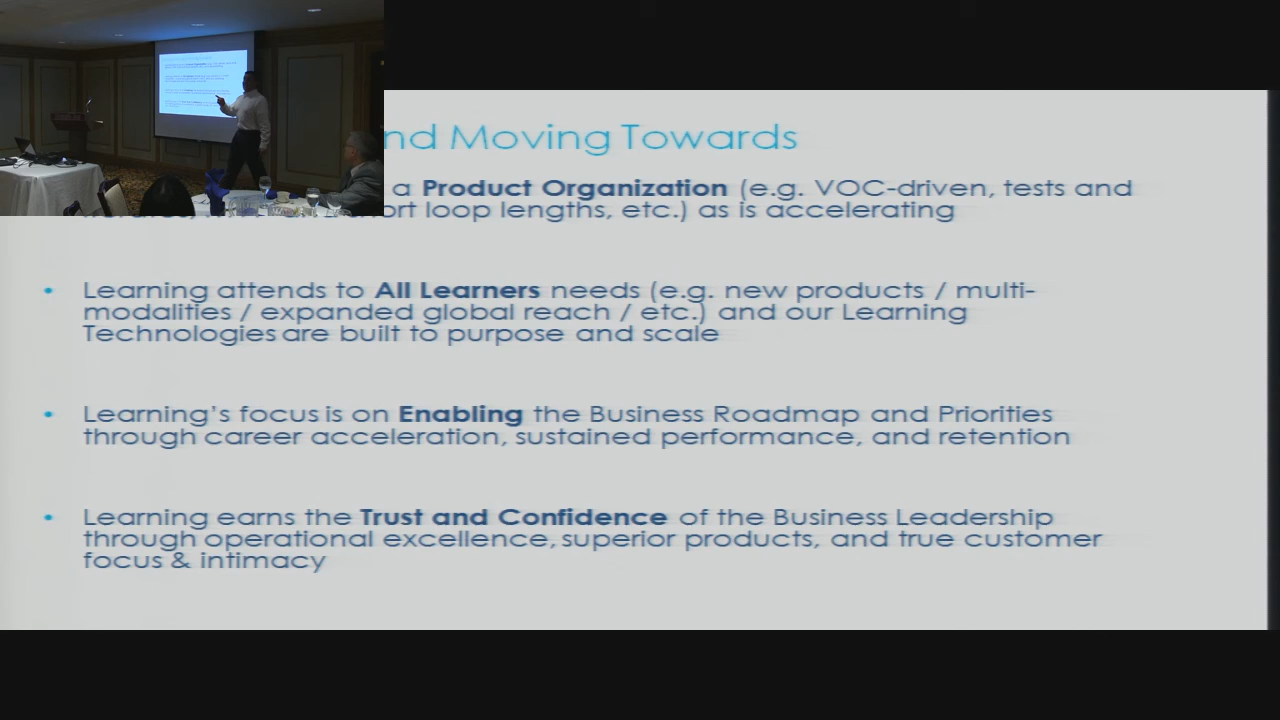 nd Moving Towards
a Product Organization (e.g. VOC-driven, tests and
ort loop lengths, etc.) as is accelerating
• Learning attends to All Learners needs (e.g. new products / multi-
modalities / expanded global reach / etc.) and our Learning
Technologies are built to purpose and scale
• Learning's focus is on Enabling the Business Roadmap and Priorities
through career acceleration, sustained performance, and retention
• Learning earns the Trust and Confidence of the Business Leadership
through operational excellence, superior products, and true customer
focus & intimacy